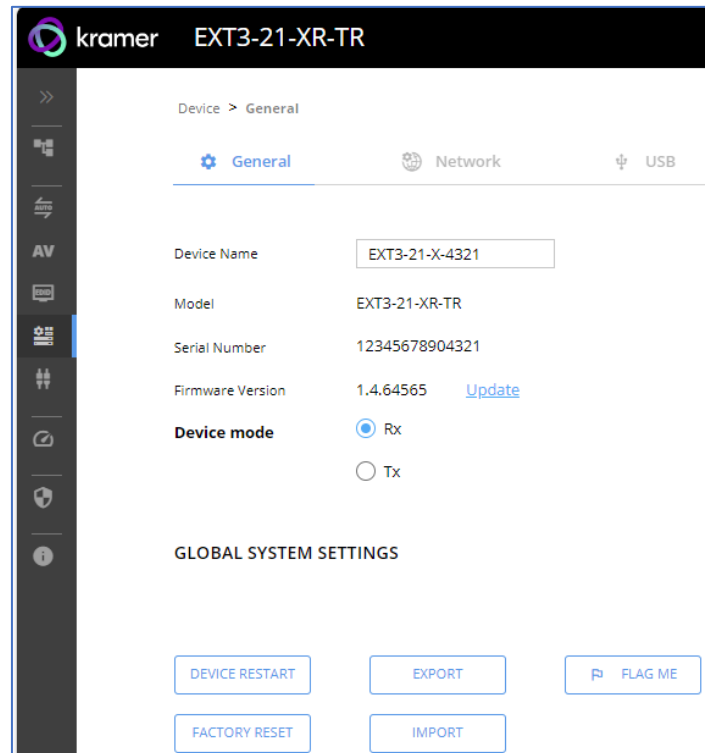 kramer EXT3-21-XR-TR
Device > General
General Network USB
AUTO
AV
EDID
Device Name EXT3-21-X-4321
Model EXT3-21-XR-TR
Serial Number 12345678904321
Firmware Version 1.4.64565 Update
Device mode Rx
Tx
GLOBAL SYSTEM SETTINGS
DEVICE RESTART EXPORT FLAG ME
FACTORY RESET IMPORT